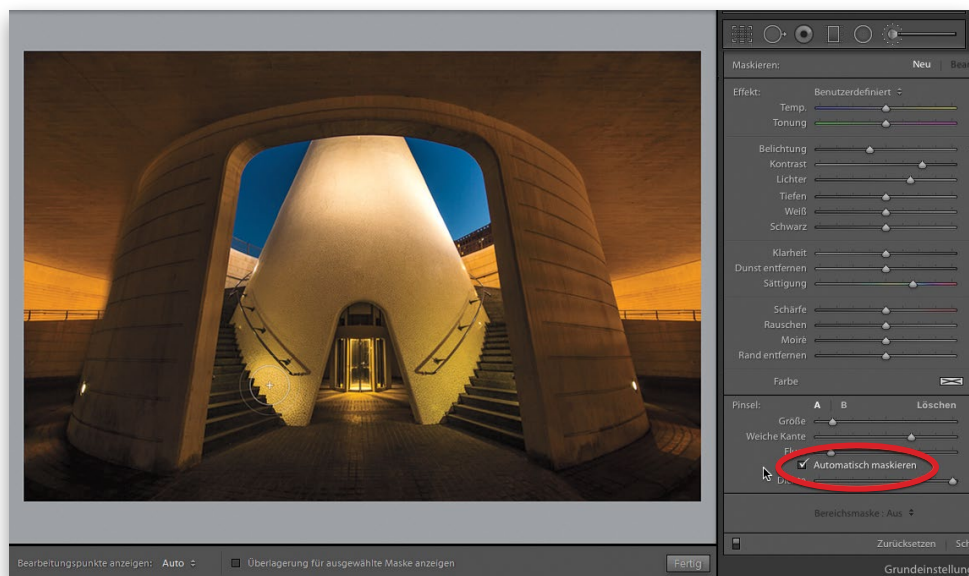 Maskieren: Neu
Effekt: Benutzerdefiniert
Temp.
Tonung
Belichtung
Kontrast
Lichter
Tiefen
Weiß
Schwarz
Klarheit
Dunst entfernen
Sättigung
Schärfe
Rauschen
Moirè
Rand entfernen
Farbe
Pinsel: A B Löschen
Größe
Weiche Kante
Automatisch maskieren
Bereichsmaske : Aus
Zurücksetzen
Bearbeitungspunkte anzeigen: Auto Überlagerung für ausgewählte Maske anzeigen Fertig